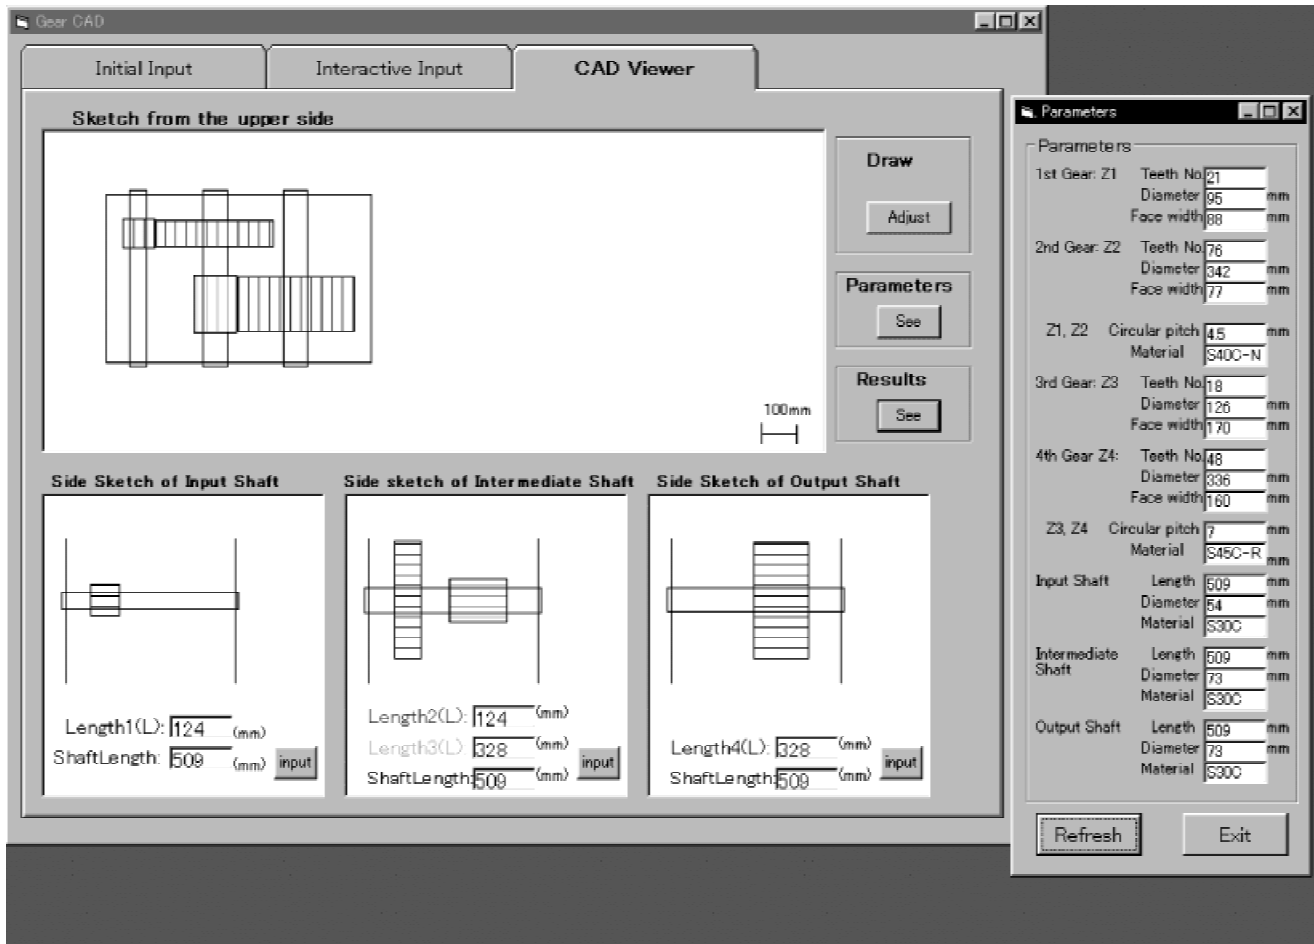 Gear CAD
Initial Input
Interactive Input
CAD Viewer
Sketch from the upper side
100mm
Draw
Adjust
Parameters
See
Results
See
Side Sketch of Input Shaft
Length1(L): 124 (mm)
ShaftLength: 509 (mm)
input
Side sketch of Intermediate Shaft
Length2(L): 124 (mm)
Length3(L): 328 (mm)
ShaftLength: 509 (mm)
input
Side Sketch of Output Shaft
Length4(L): 328 (mm)
ShaftLength: 509 (mm)
input
Parameters
Parameters
1st Gear: Z1 Teeth No. 21
Diameter 95 mm
Face width 88 mm
2nd Gear: Z2 Teeth No. 76
Diameter 342 mm
Face width 77 mm
Z1, Z2 Circular pitch 4.5 mm
Material S40C-N
3rd Gear: Z3 Teeth No. 18
Diameter 126 mm
Face width 170 mm
4th Gear Z4: Teeth No. 48
Diameter 336 mm
Face width 160 mm
Z3, Z4 Circular pitch 7 mm
Material S45C-R mm
Input Shaft Length 509 mm
Diameter 54 mm
Material S30C
Intermediate Shaft Length 509 mm
Diameter 73 mm
Material S30C
Output Shaft Length 509 mm
Diameter 73 mm
Material S30C
Refresh
Exit